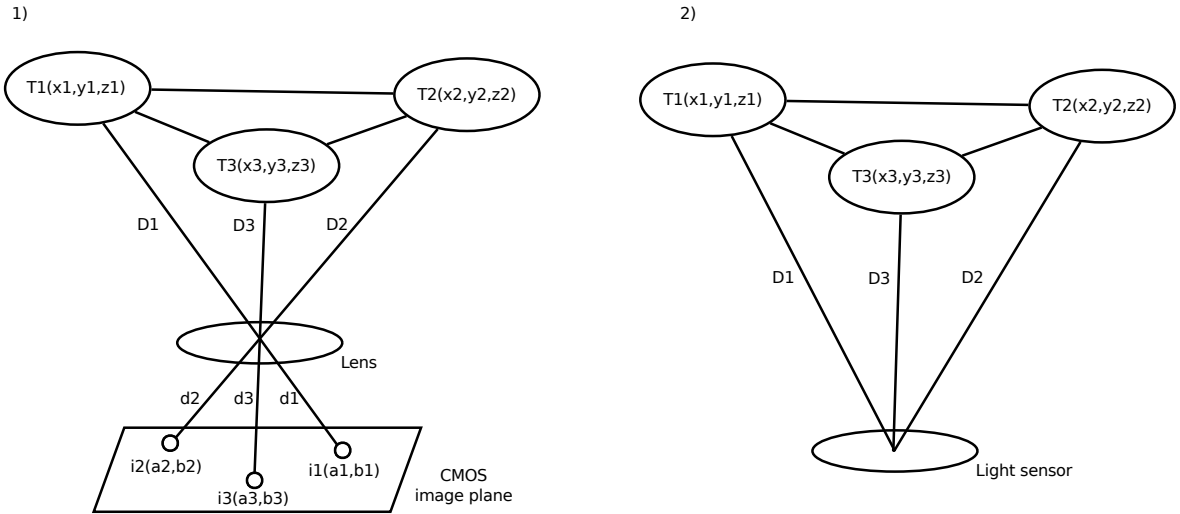 1)
T1(x1,y1,z1)
T2(x2,y2,z2)
T3(x3,y3,z3)
D1
D3
D2
Lens
d2
d3
d1
i2(a2,b2)
i1(a1,b1)
i3(a3,b3)
CMOS
image plane
2)
T1(x1,y1,z1)
T2(x2,y2,z2)
T3(x3,y3,z3)
D1
D3
D2
Light sensor